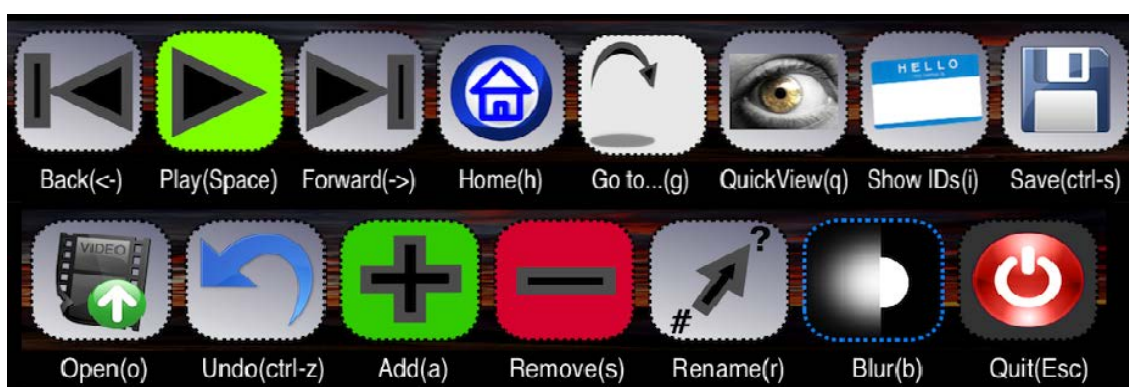 HELLO
Back(<-) Play(Space) Forward(->) Home(h) Go to...(g) QuickView(q) Show IDs(i) Save(ctrl-s)
VIDEO
?
#
Open(o) Undo(ctrl-z) Add(a) Remove(s) Rename(r) Blur(b) Quit(Esc)